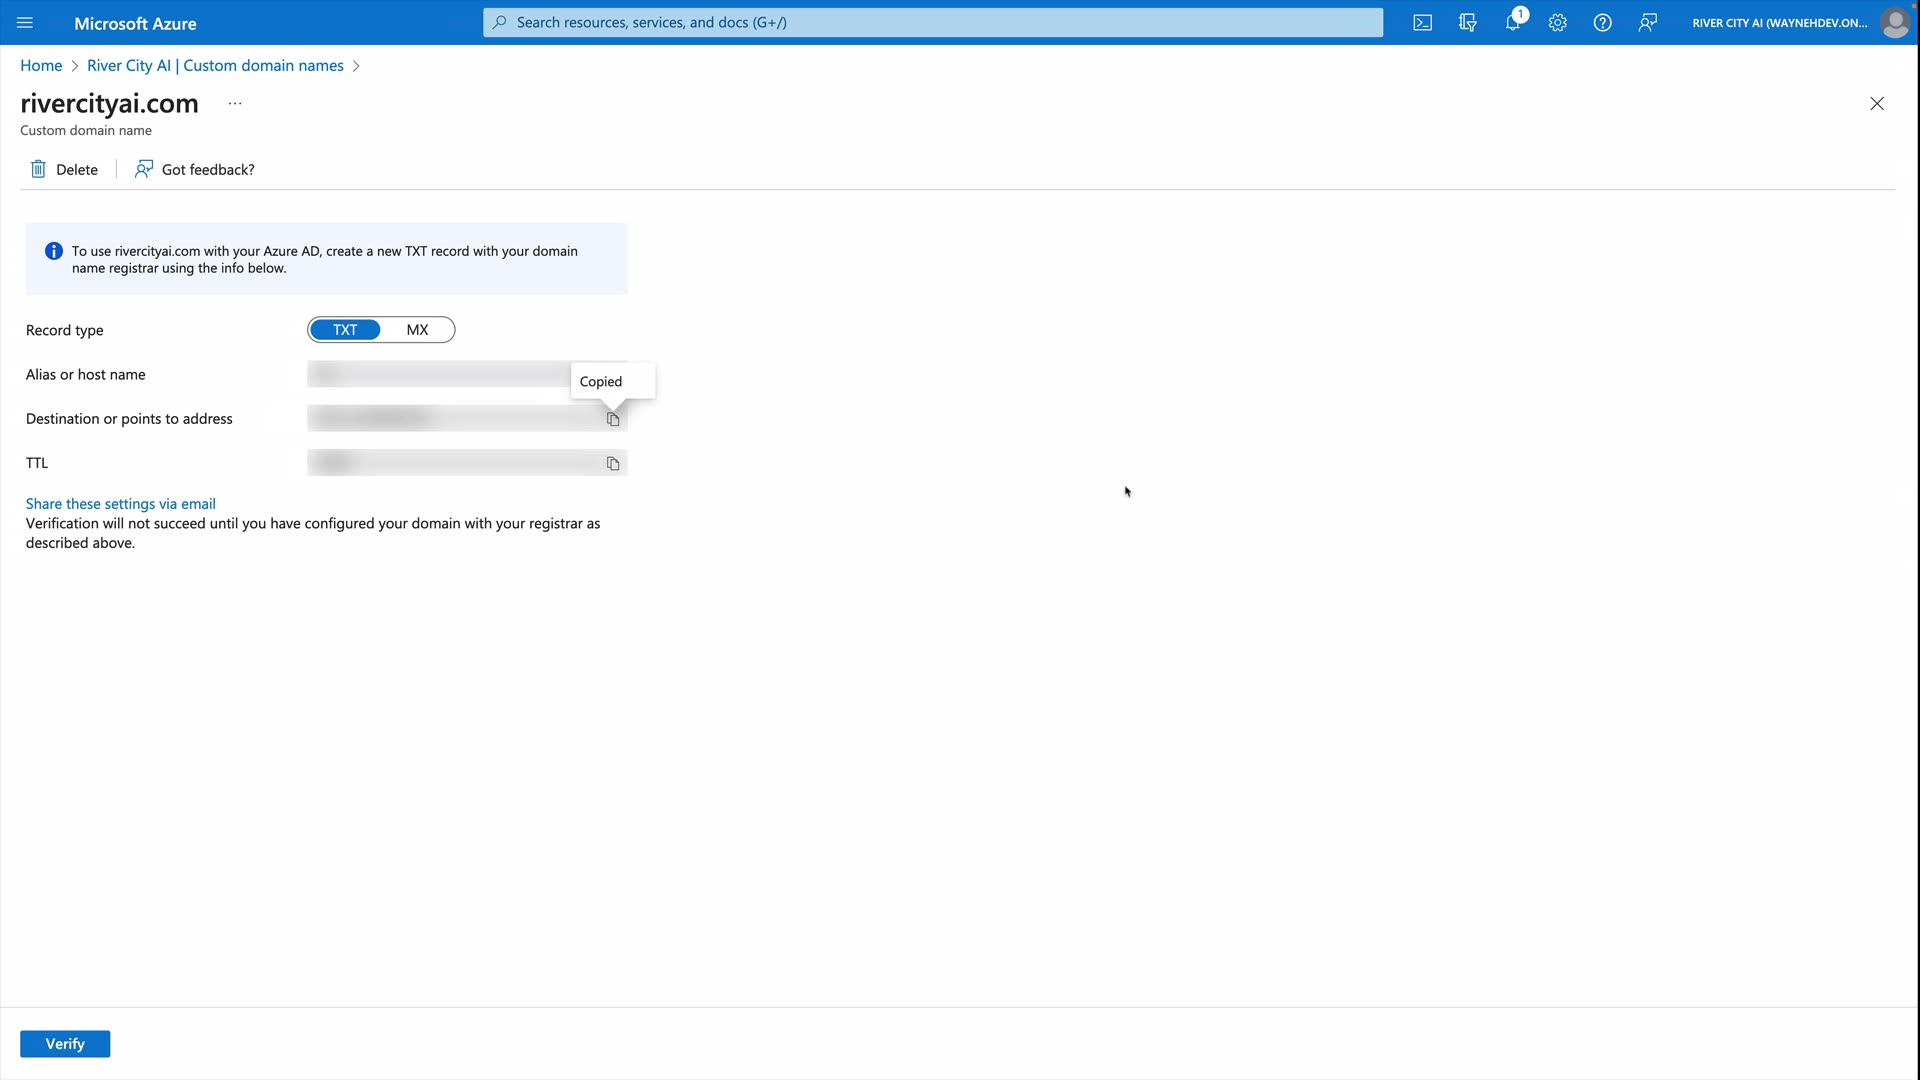 Microsoft Azure
Search resources, services, and docs (G+/)
1
RIVER CITY AI (WAYNEHDEV.ON...
Home > River City AI | Custom domain names >
rivercityai.com ...
Custom domain name
Delete
Got feedback?
To use rivercityai.com with your Azure AD, create a new TXT record with your domain
name registrar using the info below.
Record type
TXT MX
Alias or host name
Copied
Destination or points to address
TTL
Share these settings via email
Verification will not succeed until you have configured your domain with your registrar as
described above.
Verify